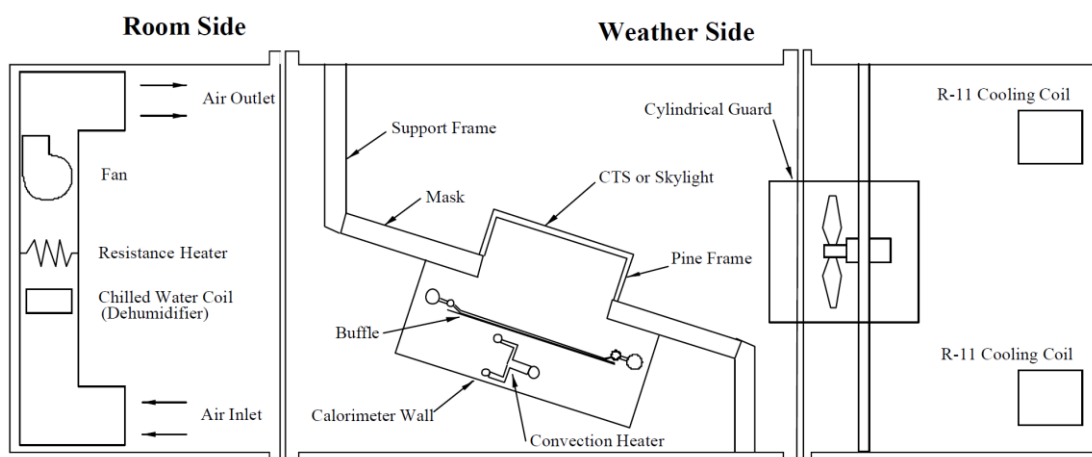 Room Side
Weather Side
Air Outlet
R-11 Cooling Coil
Cylindrical Guard
Support Frame
Fan
CTS or Skylight
Mask
Resistance Heater
Pine Frame
Chilled Water Coil
(Dehumidifier)
Buffle
R-11 Cooling Coil
Air Inlet
Calorimeter Wall
Convection Heater